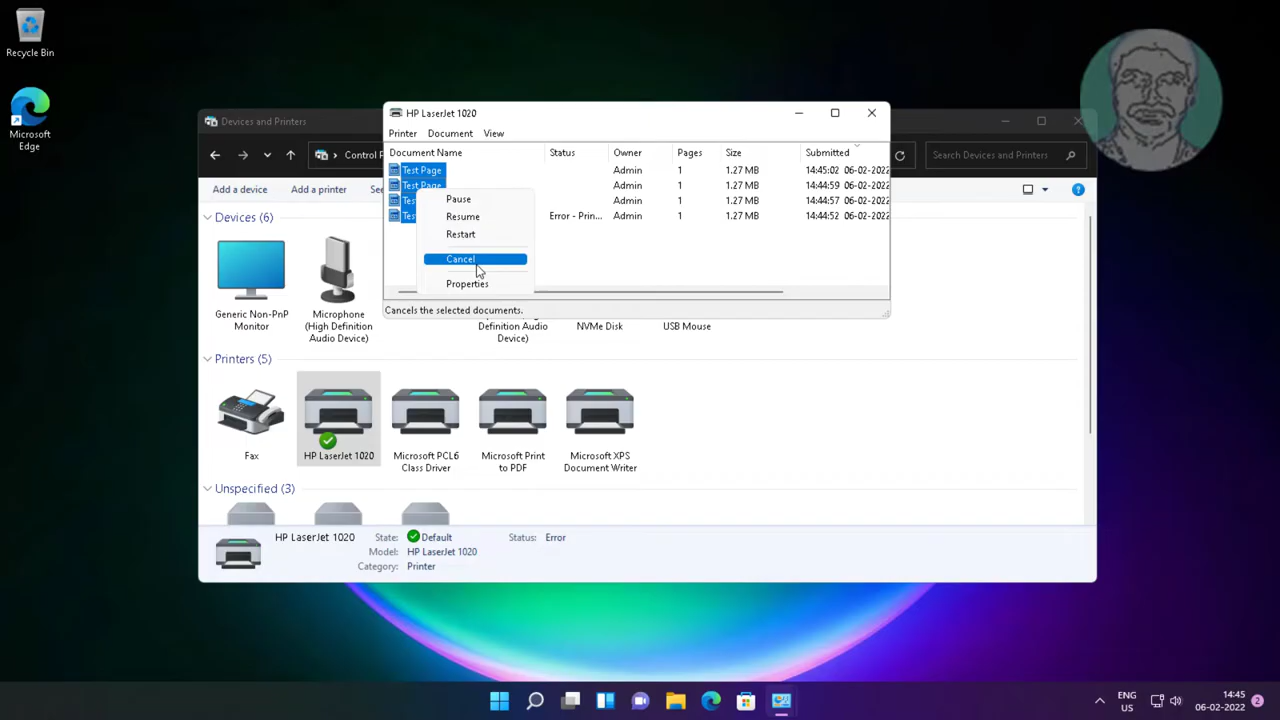 Recycle Bin
Microsoft
Edge
Devices and Printers
Control P
Search Devices and Printers
Add a device
Add a printer
Se
HP LaserJet 1020
Printer Document View
Document Name Status Owner Pages Size Submitted
Test Page Admin 1 1.27 MB 14:45:02 06-02-2022
Test Page Admin 1 1.27 MB 14:44:59 06-02-2022
Tes Admin 1 1.27 MB 14:44:57 06-02-2022
Tes Error - Prin... Admin 1 1.27 MB 14:44:52 06-02-2022
Pause
Resume
Restart
Cancel
Properties
Cancels the selected documents.
Devices (6)
Generic Non-PnP
Monitor
Microphone
(High Definition
Audio Device)
Audio
Device)
NVMe Disk
USB Mouse
Printers (5)
Fax
HP LaserJet 1020
Microsoft PCL6
Class Driver
Microsoft Print
to PDF
Microsoft XPS
Document Writer
Unspecified (3)
HP LaserJet 1020
State: Default
Status: Error
Model: HP LaserJet 1020
Category: Printer
ENG
US
14:45
06-02-2022
2